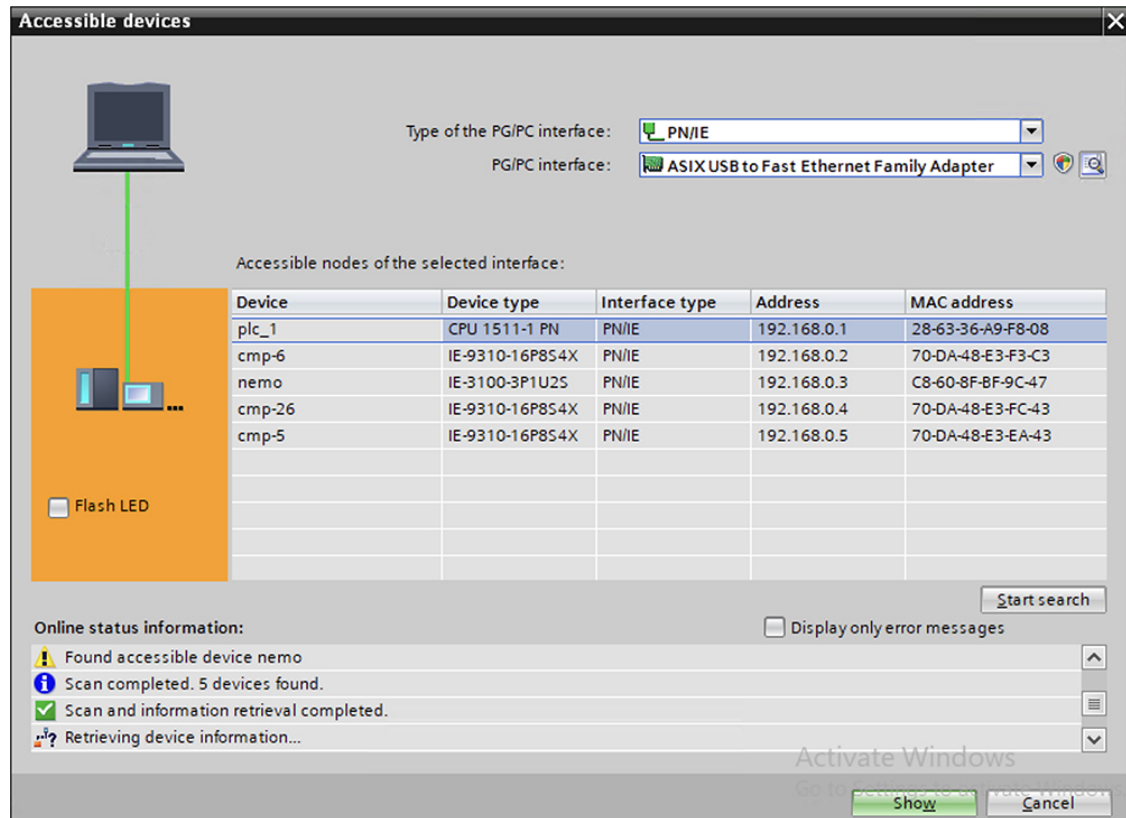 Accessible devices
Type of the PG/PC interface: PN/IE
PG/PC interface: ASIX USB to Fast Ethernet Family Adapter
Accessible nodes of the selected interface:
Device Device type Interface type Address MAC address
plc_1 CPU 1511-1 PN PN/IE 192.168.0.1 28-63-36-A9-F8-08
cmp-6 IE-9310-16P8S4X PN/IE 192.168.0.2 70-DA-48-E3-F3-C3
nemo IE-3100-3P1U2S PN/IE 192.168.0.3 C8-60-8F-BF-9C-47
cmp-26 IE-9310-16P8S4X PN/IE 192.168.0.4 70-DA-48-E3-FC-43
cmp-5 IE-9310-16P8S4X PN/IE 192.168.0.5 70-DA-48-E3-EA-43
Flash LED
Start search
Online status information: Display only error messages
Found accessible device nemo
Scan completed. 5 devices found.
Scan and information retrieval completed.
Retrieving device information...
Activate Windows
Go to Settings to activate Windows
Show Cancel